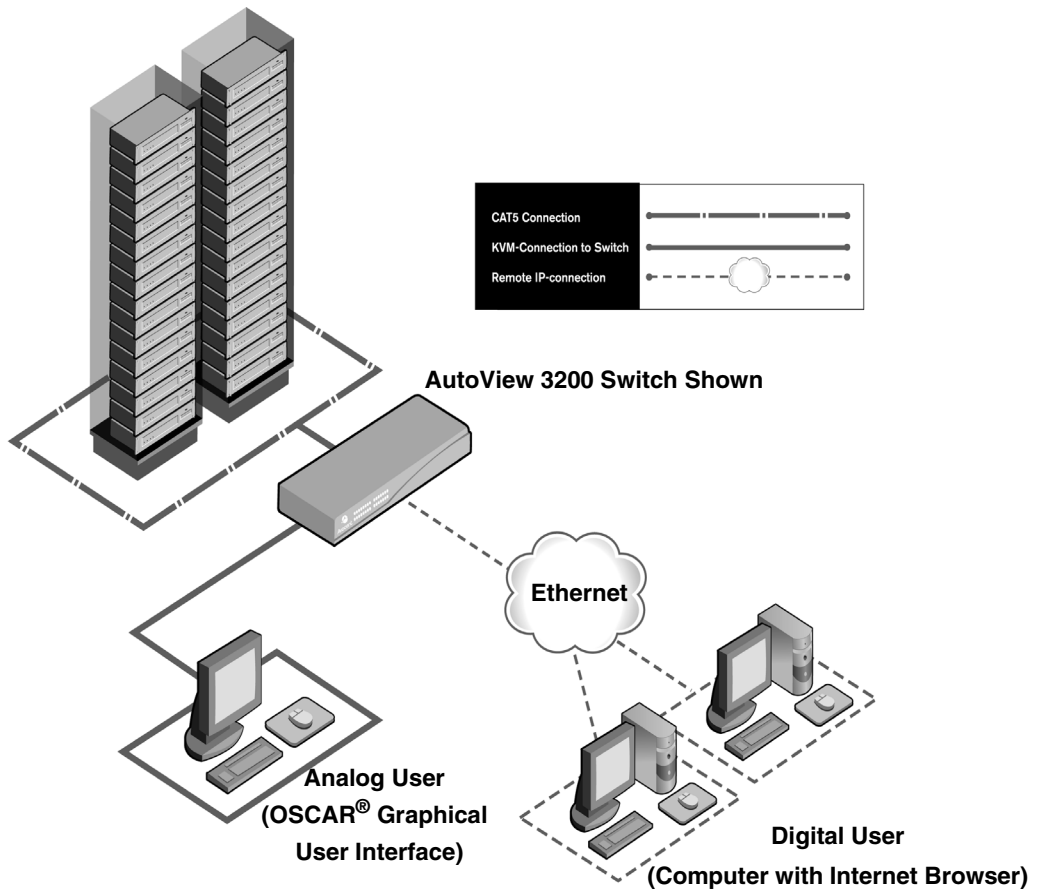 CAT5 Connection
KVM-Connection to Switch
Remote IP-connection
AutoView 3200 Switch Shown
Ethernet
Analog User
(OSCAR® Graphical
User Interface)
Digital User
(Computer with Internet Browser)